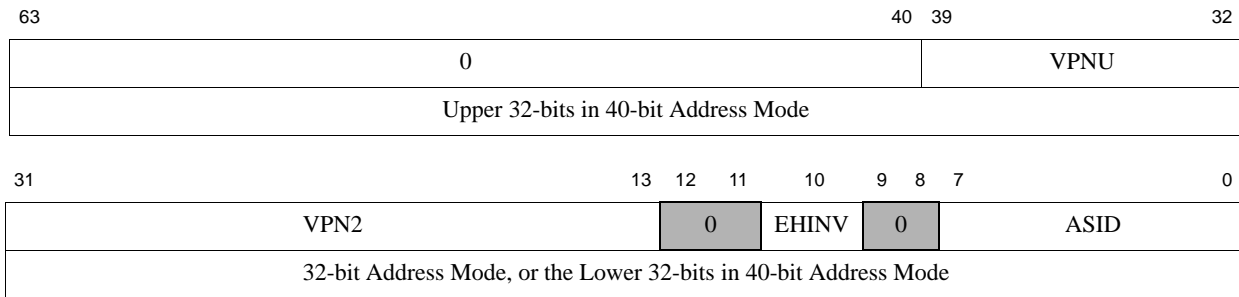 63 40 39 32
0 VPNU
Upper 32-bits in 40-bit Address Mode
31 13 12 11 10 9 8 7 0
VPN2 0 EHINV 0 ASID
32-bit Address Mode, or the Lower 32-bits in 40-bit Address Mode